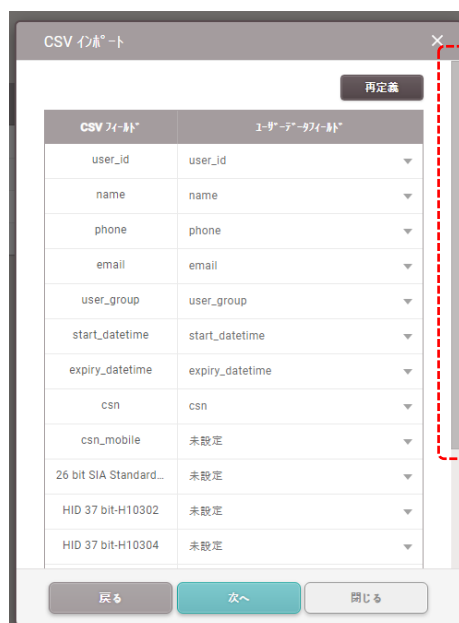 CSV ｲﾝﾎﾟｰﾄ
再定義
CSV ﾌｨｰﾙﾄﾞ ﾕｰｻﾞｰﾃﾞｰﾀﾌｨｰﾙﾄﾞ
user_id user_id
name name
phone phone
email email
user_group user_group
start_datetime start_datetime
expiry_datetime expiry_datetime
csn csn
csn_mobile 未設定
26 bit SIA Standard... 未設定
HID 37 bit-H10302 未設定
HID 37 bit-H10304 未設定
戻る 次へ 閉じる